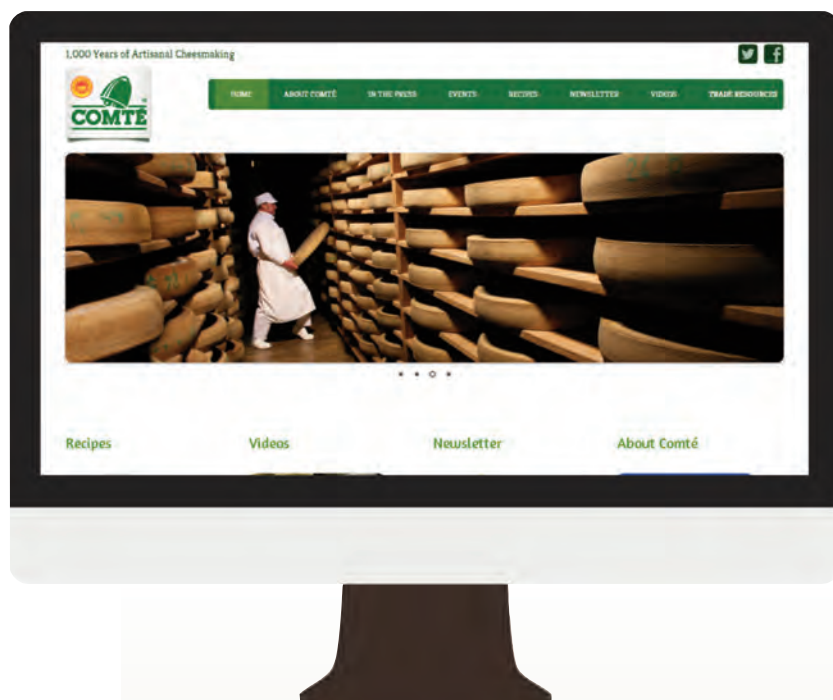 1,000 Years of Artisanal Cheesmaking
COMTÉ
HOME ABOUT COMTÉ IN THE PRESS EVENTS RECIPES NEWSLETTER VIDEOS TRADE RESOURCES
Recipes Videos Newsletter About Comté